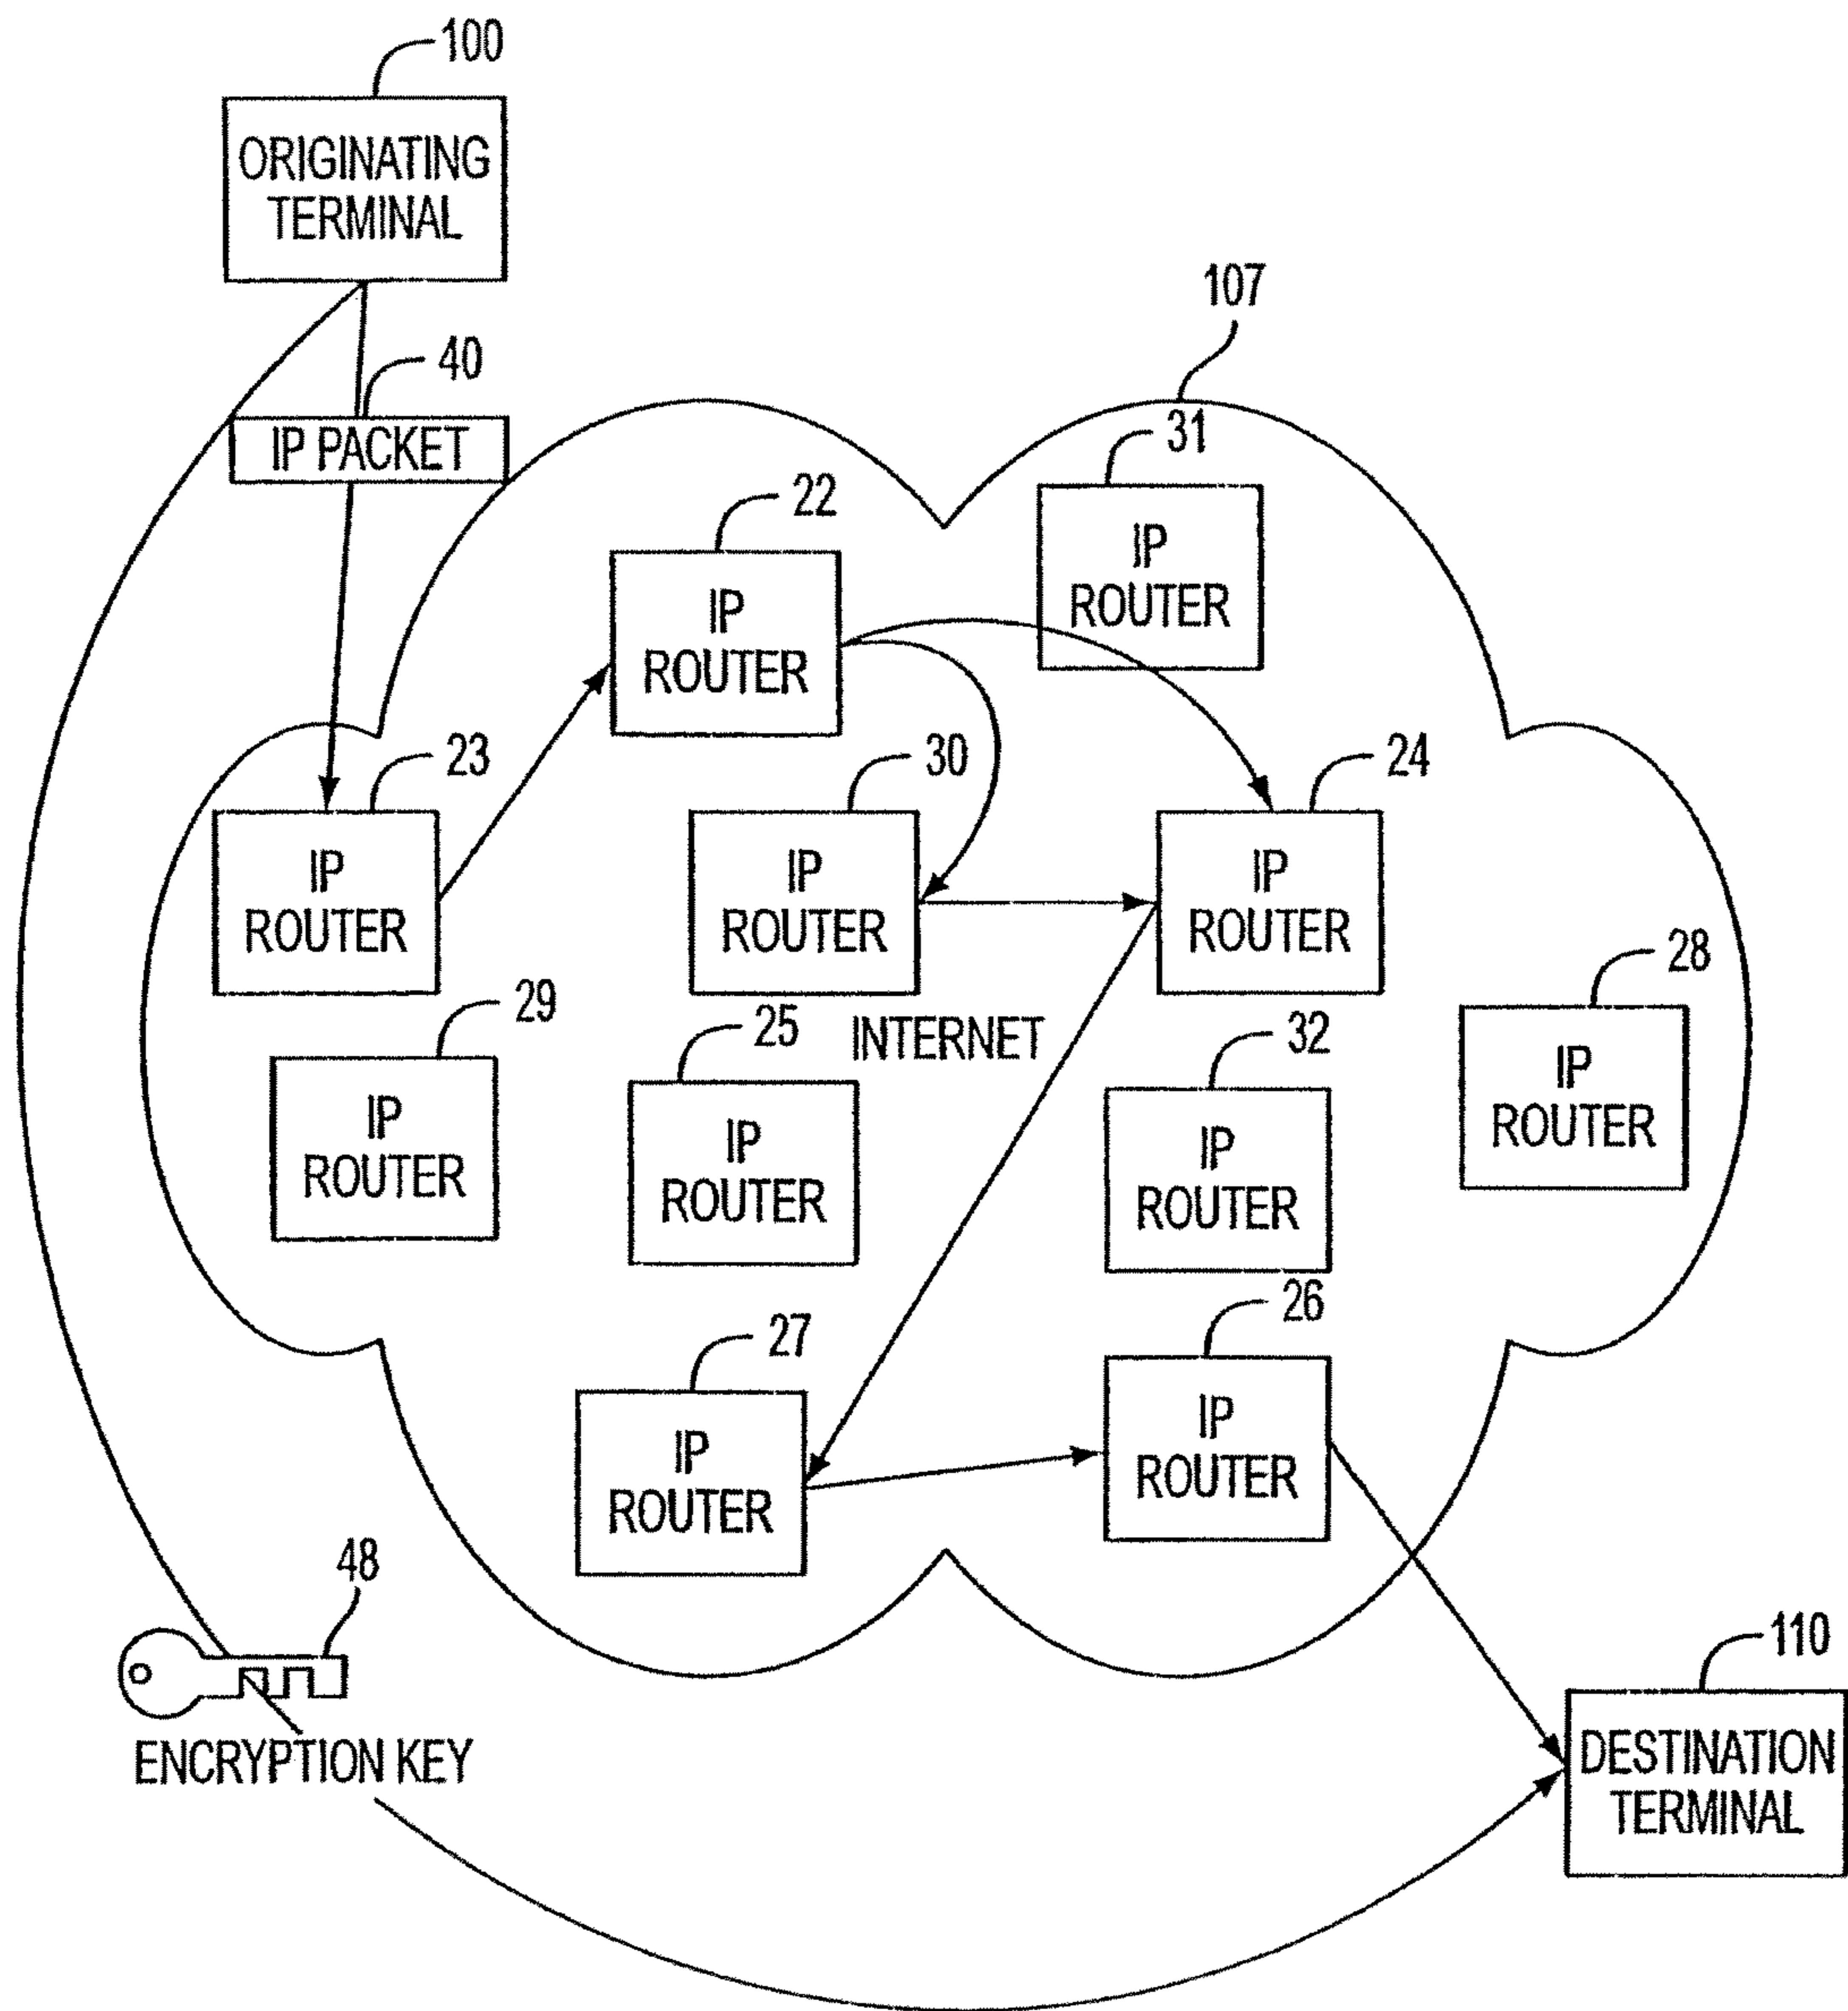 100
ORIGINATING
TERMINAL
107
40
IP PACKET
31
IP
ROUTER
22
IP
ROUTER
23
IP
ROUTER
30
IP
ROUTER
24
IP
ROUTER
28
IP
ROUTER
29
IP
ROUTER
25
IP
ROUTER
INTERNET
32
IP
ROUTER
27
IP
ROUTER
26
IP
ROUTER
48
ENCRYPTION KEY
110
DESTINATION
TERMINAL